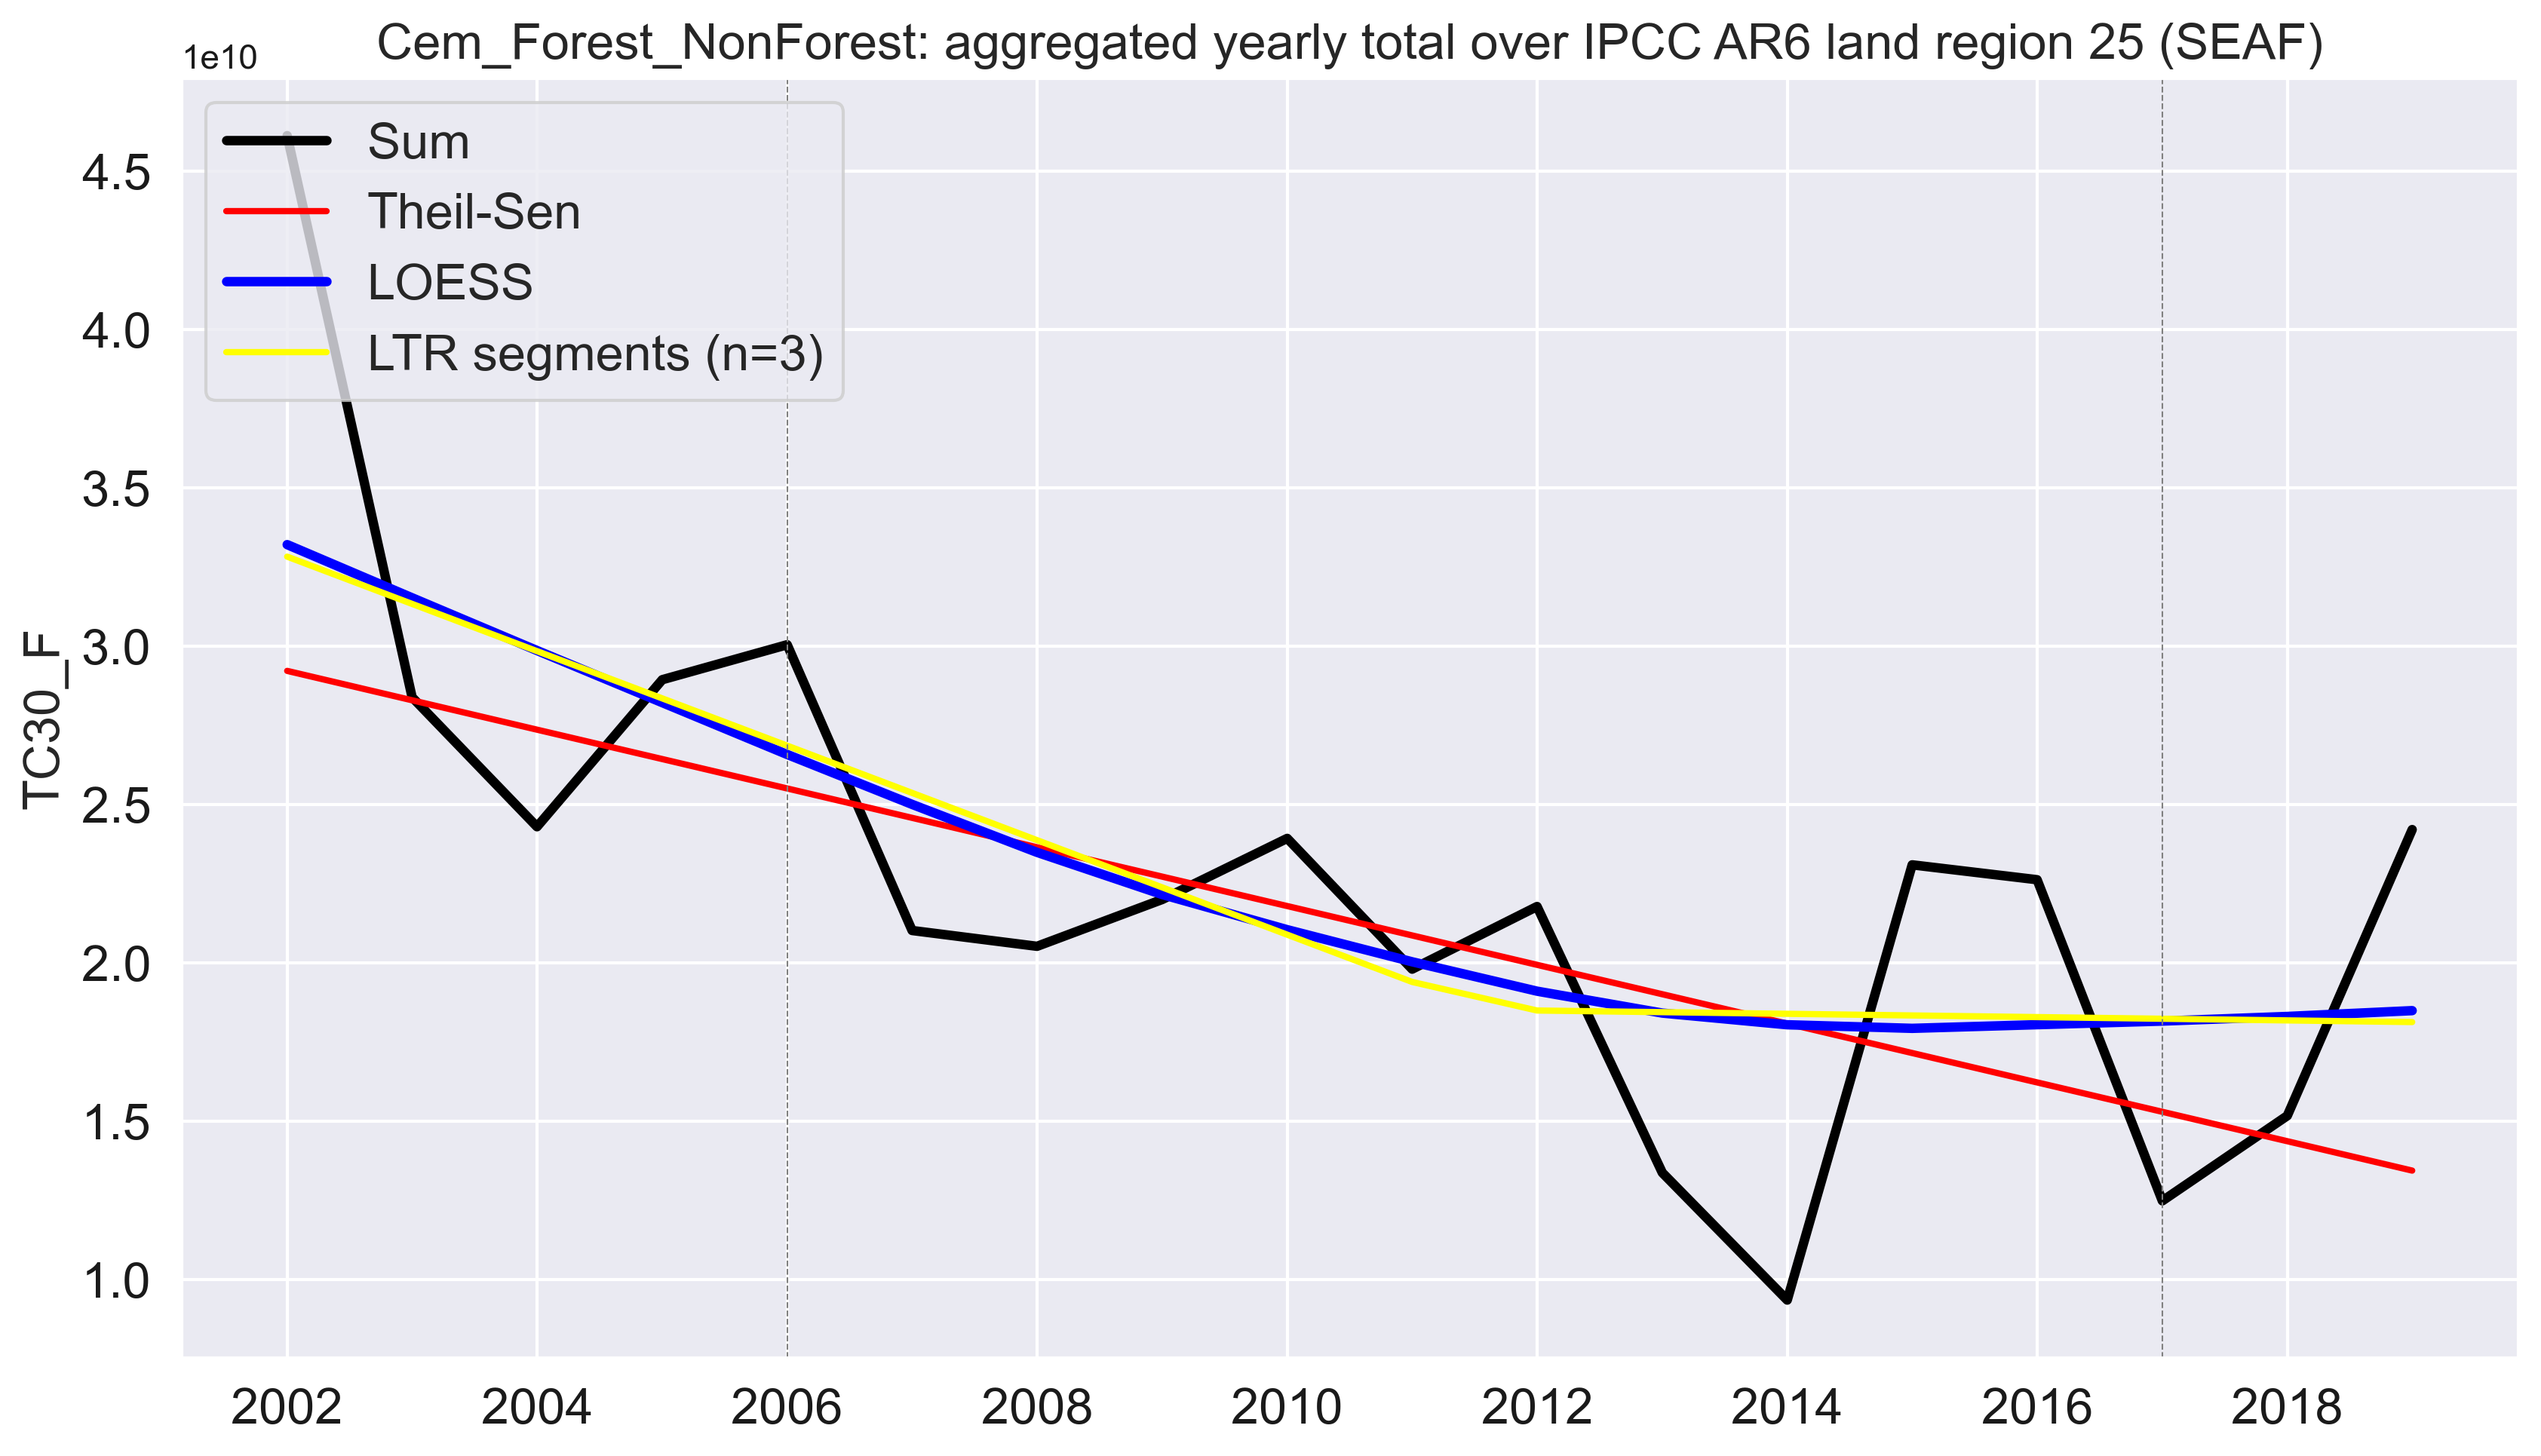 Cem_Forest_NonForest: aggregated yearly total over IPCC AR6 land region 25 (SEAF)
1e10
Sum
Theil-Sen
LOESS
LTR segments (n=3)
4.5
4.0
3.5
3.0
2.5
2.0
1.5
1.0
TC30_F
2002 2004 2006 2008 2010 2012 2014 2016 2018